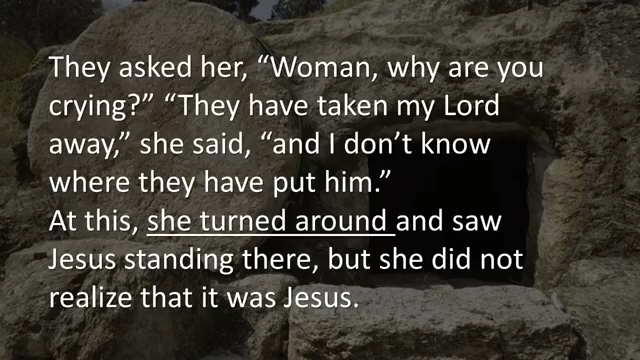 They asked her, “Woman, why are you
crying?” “They have taken my Lord
away,” she said, “and I don’t know
where they have put him.”
At this, she turned around and saw
Jesus standing there, but she did not
realize that it was Jesus.